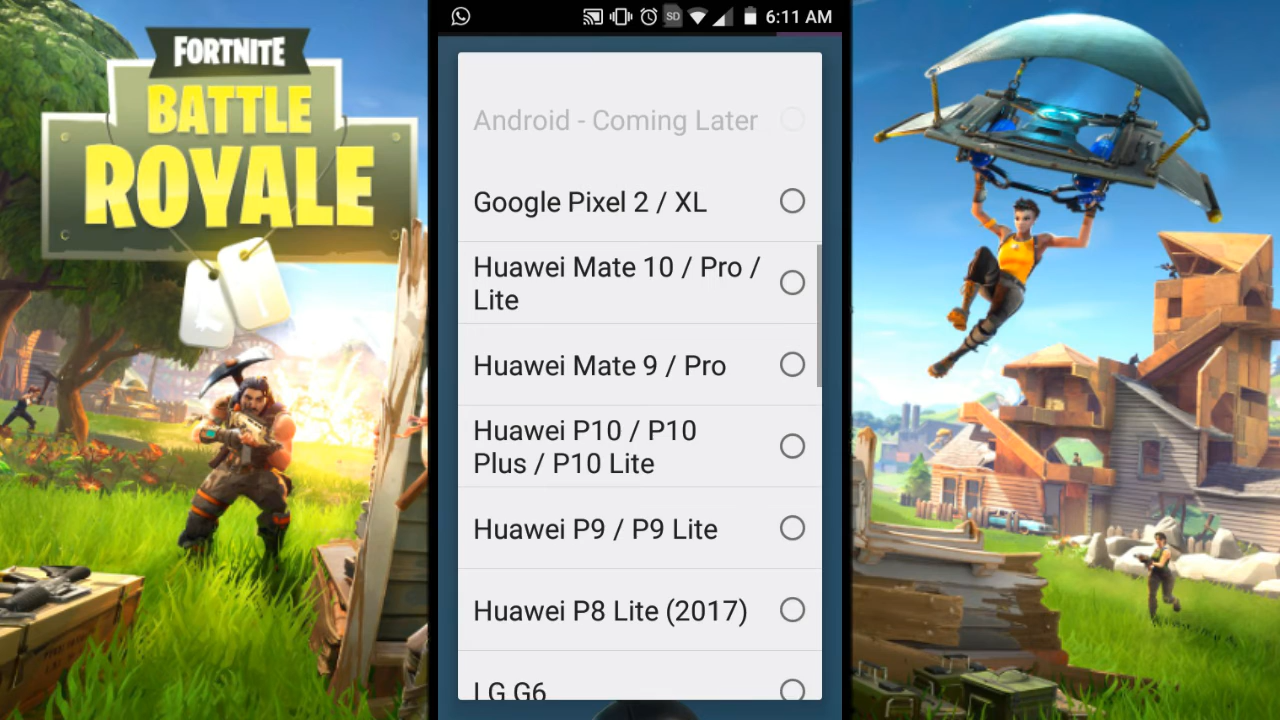 FORTNITE
BATTLE
ROYALE
SD
6:11 AM
Android - Coming Later
Google Pixel 2 / XL
Huawei Mate 10 / Pro /
Lite
Huawei Mate 9 / Pro
Huawei P10 / P10
Plus / P10 Lite
Huawei P9 / P9 Lite
Huawei P8 Lite (2017)
LG G6